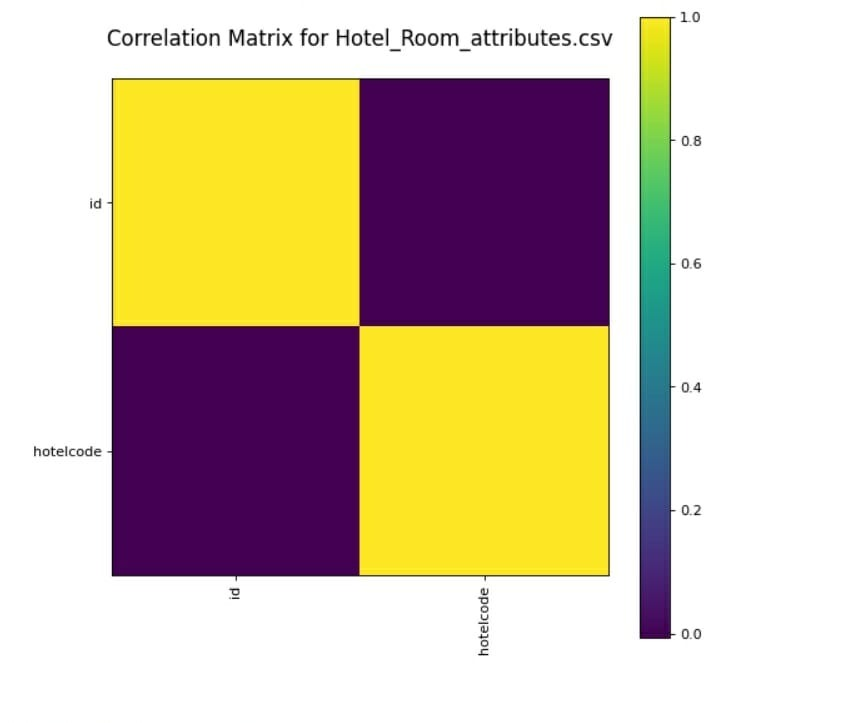 Correlation Matrix for Hotel_Room_attributes.csv
id
hotelcode
id
hotelcode
1.0
0.8
0.6
0.4
0.2
0.0